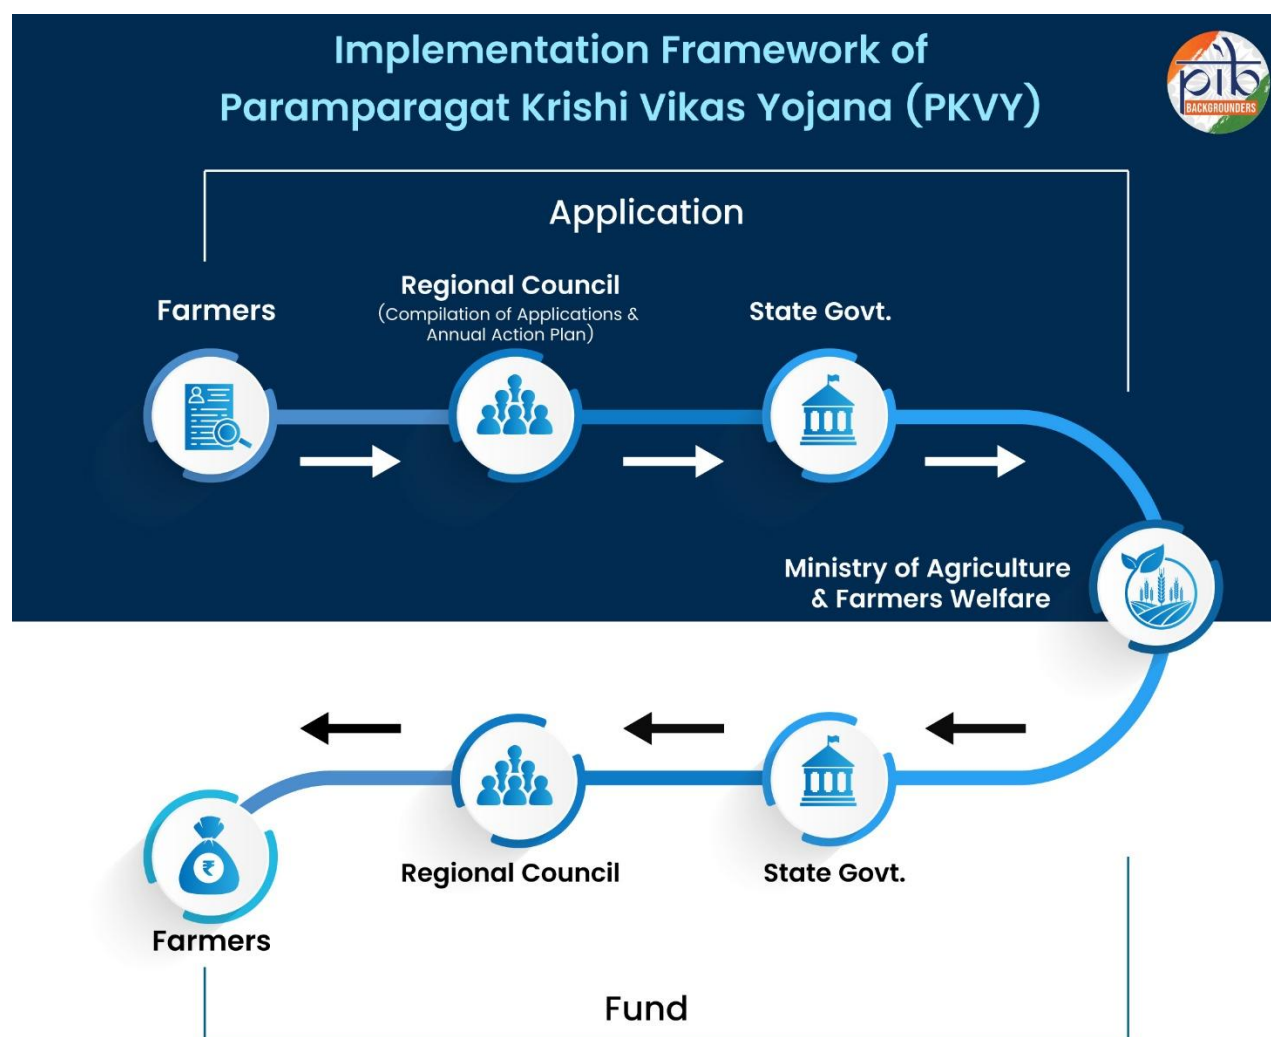 Implementation Framework of
Paramparagat Krishi Vikas Yojana (PKVY)
pib
BACKGROUNDERS
Application
Farmers
Regional Council
(Compilation of Applications &
Annual Action Plan)
State Govt.
Ministry of Agriculture
& Farmers Welfare
₹
Farmers
Regional Council
State Govt.
Fund